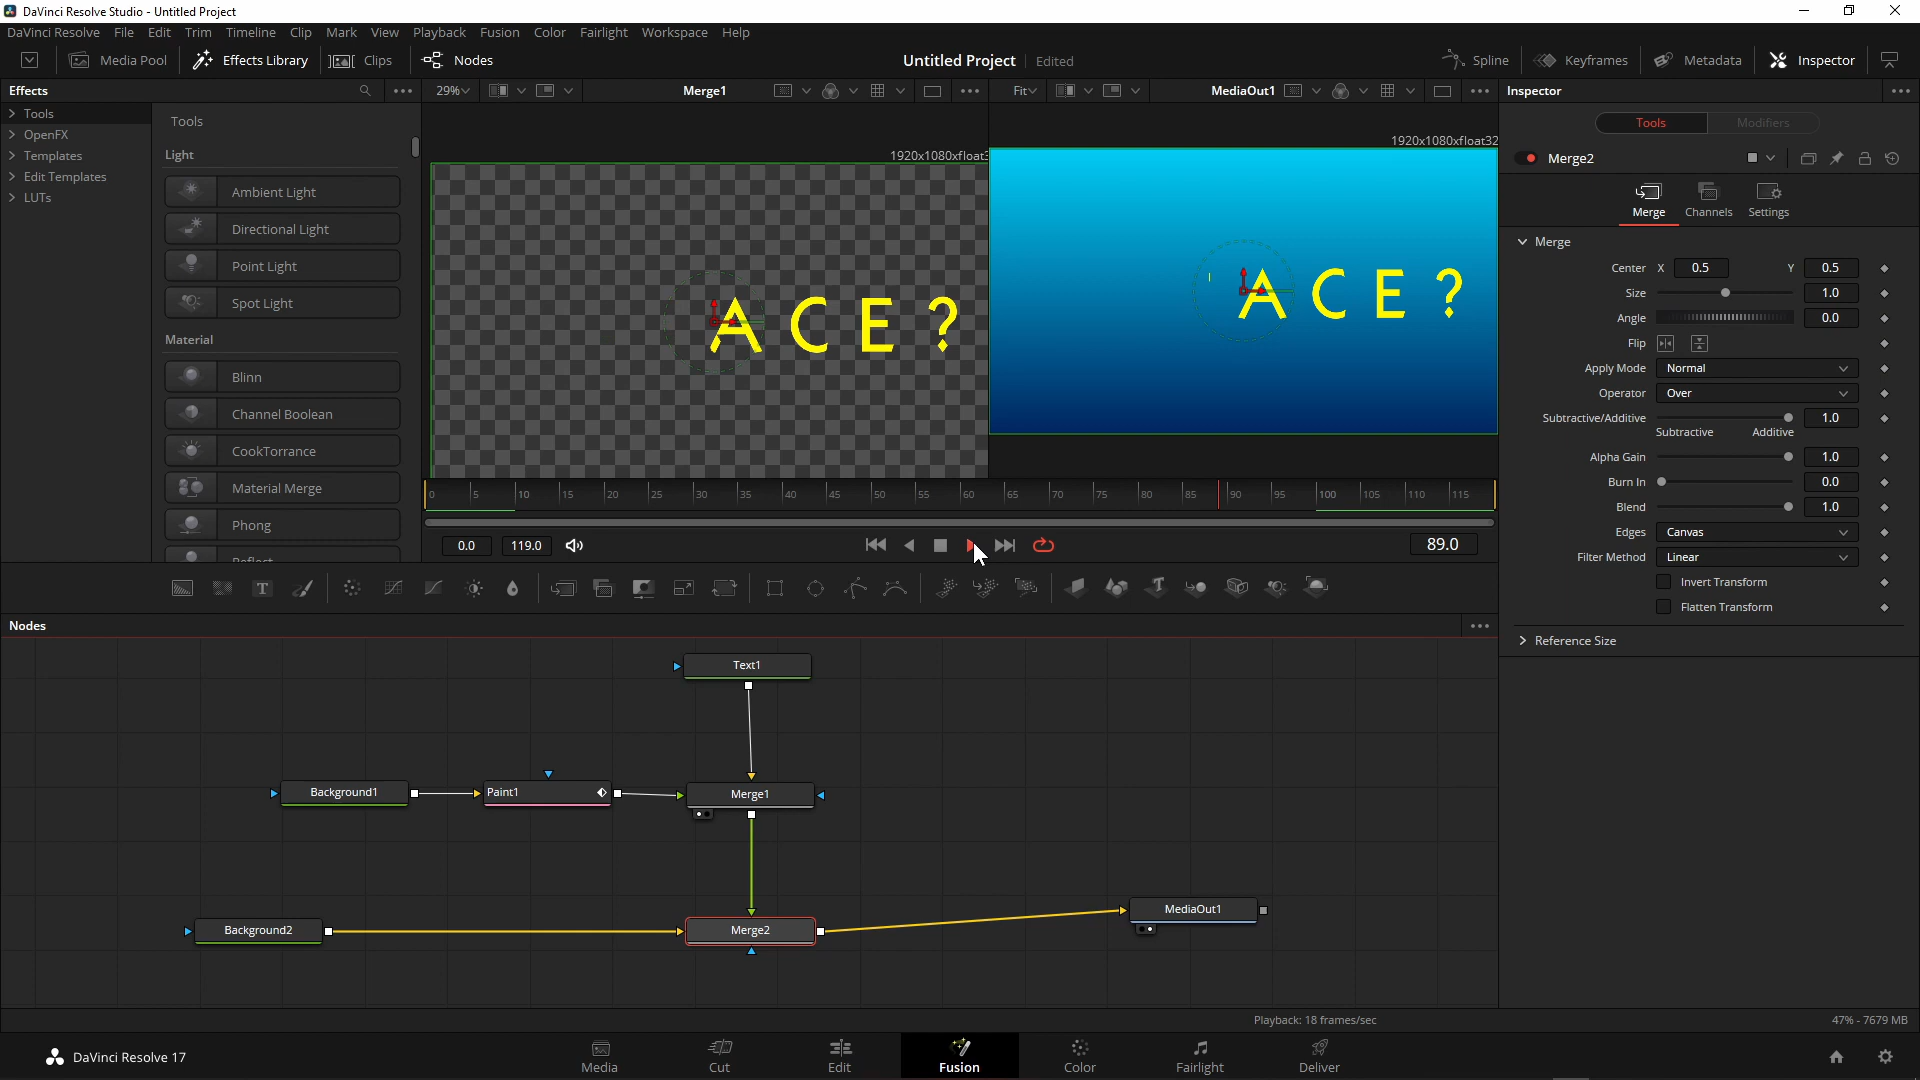 DaVinci Resolve Studio - Untitled Project
DaVinci Resolve File Edit Trim Timeline Clip Mark View Playback Fusion Color Fairlight Workspace Help
Media Pool Effects Library Clips Nodes Untitled Project Edited Spline Keyframes Metadata Inspector
Effects 29% Merge1 Fit MediaOut1 Inspector
Tools
OpenFX
Templates
Edit Templates
LUTs
Tools
Light
Ambient Light
Directional Light
Point Light
Spot Light
Material
Blinn
Channel Boolean
CookTorrance
Material Merge
Phong
Reflect
1920x1080xfloat3
A C E ?
1920x1080xfloat32
A C E ?
0 5 10 15 20 25 30 35 40 45 50 55 60 65 70 75 80 85 90 95 100 105 110 115
0.0 119.0 89.0
Tools Modifiers
Merge2
Merge Channels Settings
Merge
Center X 0.5 Y 0.5
Size 1.0
Angle 0.0
Flip
Apply Mode Normal
Operator Over
Subtractive/Additive 1.0
Subtractive Additive
Alpha Gain 1.0
Burn In 0.0
Blend 1.0
Edges Canvas
Filter Method Linear
Invert Transform
Flatten Transform
Reference Size
Nodes
Text1
Background1 Paint1 Merge1
Background2 Merge2 MediaOut1
Playback: 18 frames/sec 47% - 7679 MB
DaVinci Resolve 17 Media Cut Edit Fusion Color Fairlight Deliver